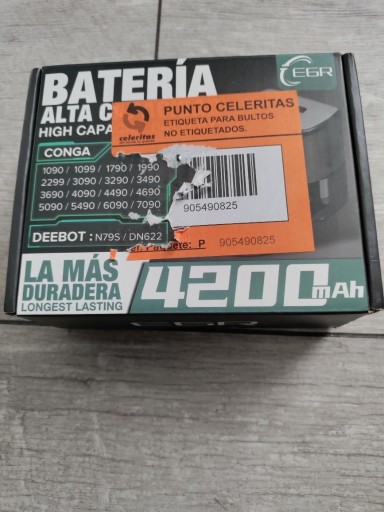 BATERÍA
EGR
ALTA C
HIGH CAPA
celeritas
PUNTO CELERITAS
ETIQUETA PARA BULTOS
NO ETIQUETADOS.
CONGA
1090 / 1099 / 1790 / 1990
2299 / 3090 / 3290 / 3490
3690 / 4090 / 4490 / 4690
5090 / 5490 / 6090 / 7090
905490825
DEEBOT : N79S / DN622
P 905490825
LA MÁS
DURADERA
LONGEST LASTING
4200mAh